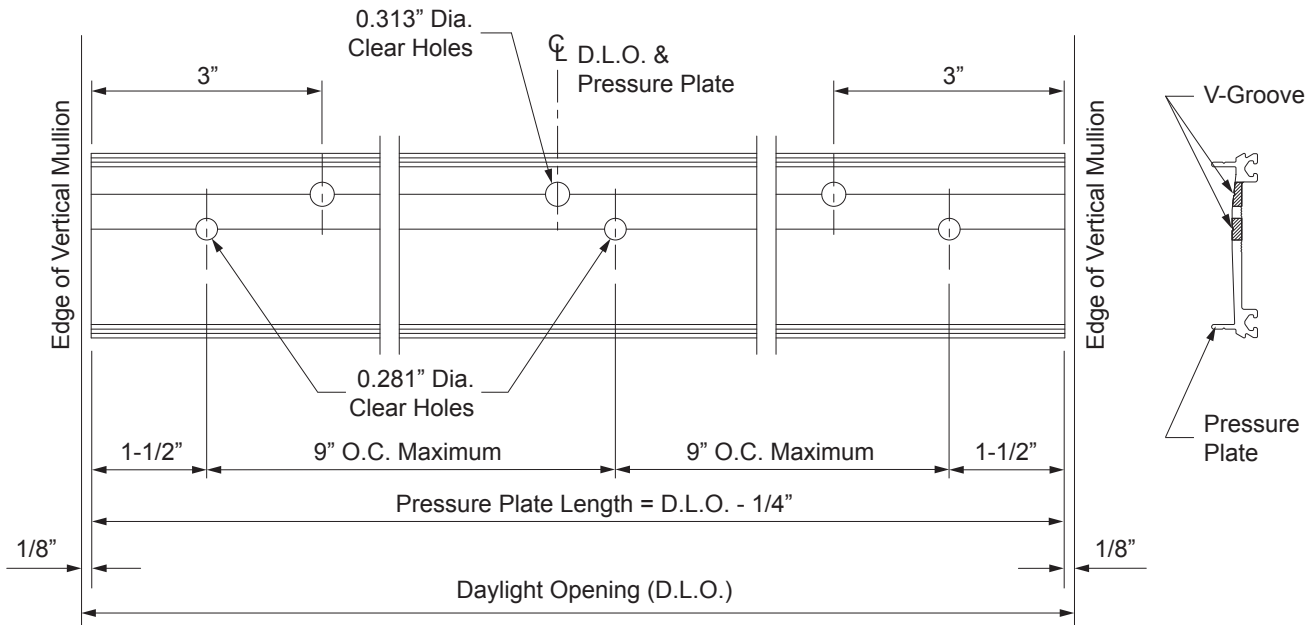 0.313” Dia.
Clear Holes
℄ D.L.O. &
Pressure Plate
3”
3”
V-Groove
Edge of Vertical Mullion
Edge of Vertical Mullion
0.281” Dia.
Clear Holes
Pressure
Plate
1-1/2”
9” O.C. Maximum
9” O.C. Maximum
1-1/2”
Pressure Plate Length = D.L.O. - 1/4”
1/8”
1/8”
Daylight Opening (D.L.O.)